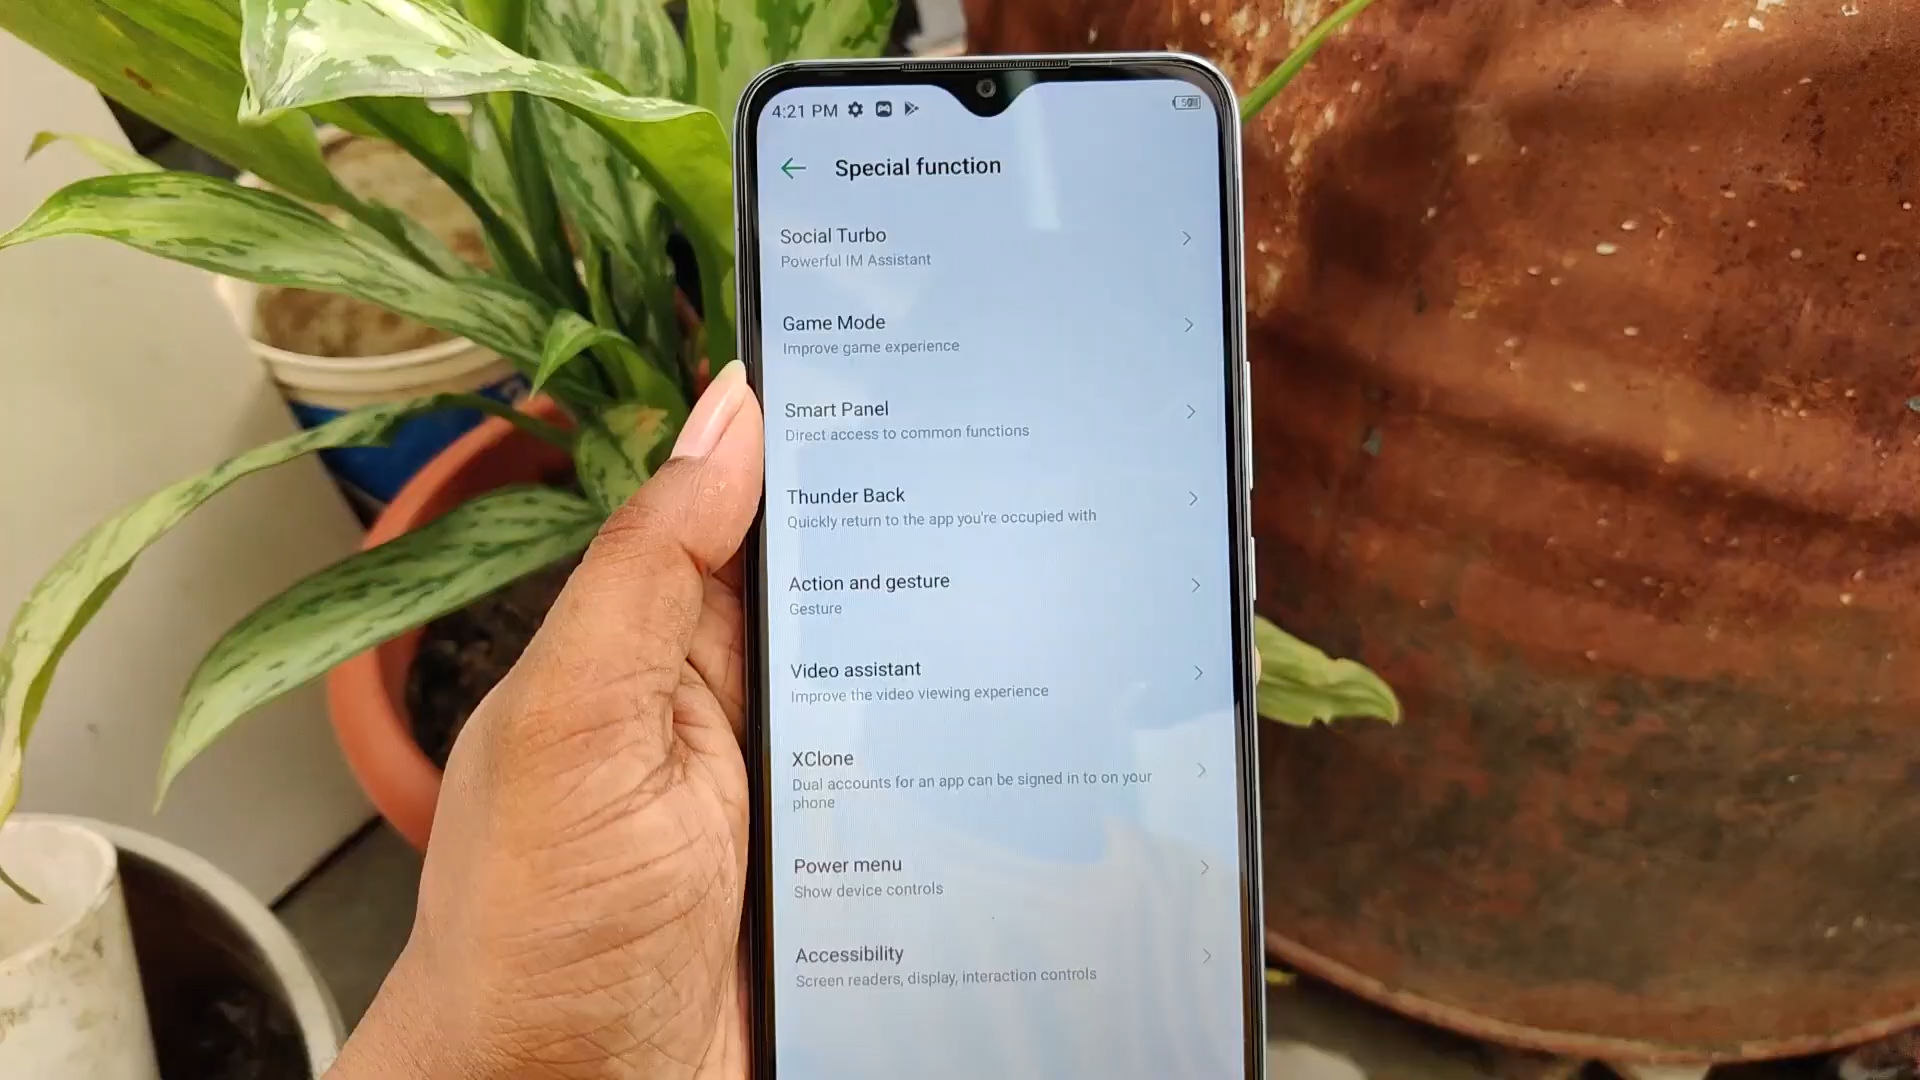 4:21 PM
Special function
Social Turbo
Powerful IM Assistant
Game Mode
Improve game experience
Smart Panel
Direct access to common functions
Thunder Back
Quickly return to the app you're occupied with
Action and gesture
Gesture
Video assistant
Improve the video viewing experience
XClone
Dual accounts for an app can be signed in to on your
phone
Power menu
Show device controls
Accessibility
Screen readers, display, interaction controls